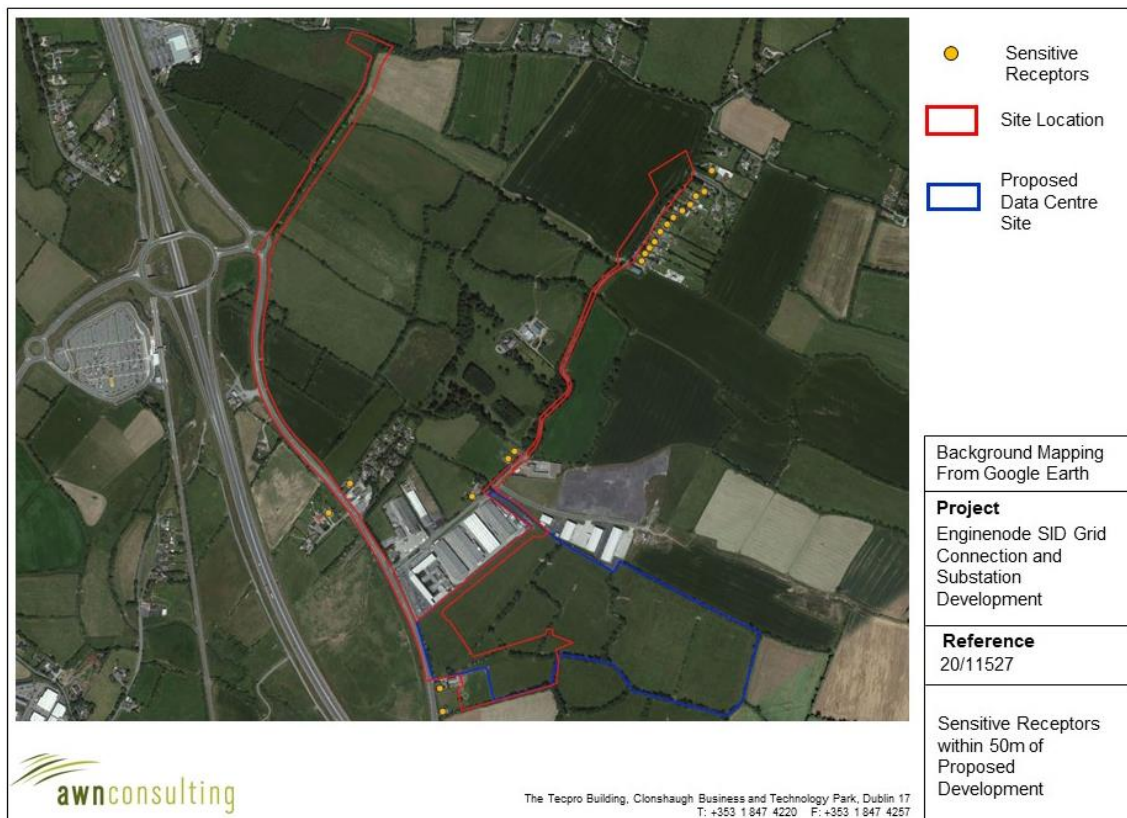 Sensitive
Receptors
Site Location
Proposed
Data Centre
Site
Background Mapping
From Google Earth
Project
Enginenode SID Grid
Connection and
Substation
Development
Reference
20/11527
Sensitive Receptors
within 50m of
Proposed
Development
awnconsulting
The Tecpro Building, Clonshaugh Business and Technology Park, Dublin 17
T: +353 1 847 4220 F: +353 1 847 4257